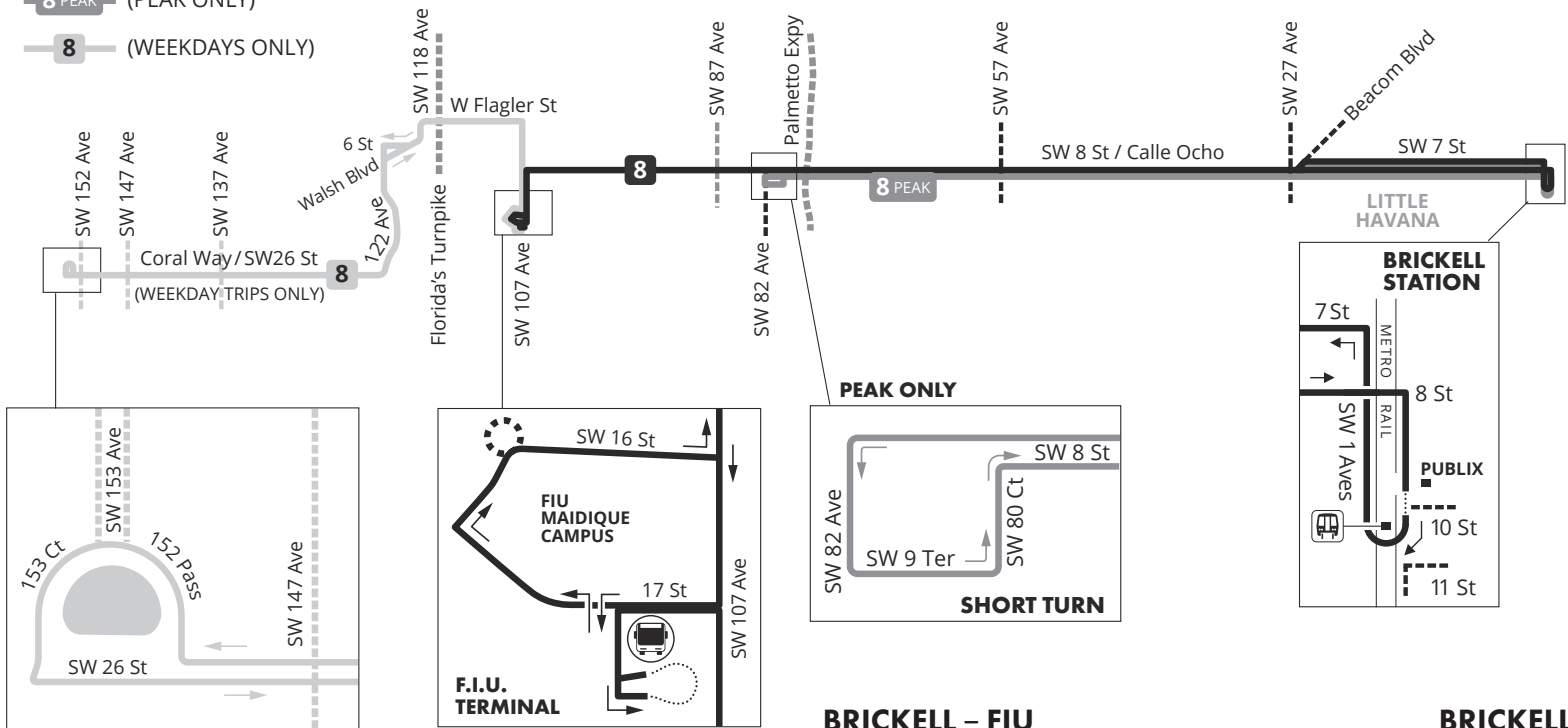 8 PEAK (PEAK ONLY)
8 (WEEKDAYS ONLY)
SW 152 Ave
SW 147 Ave
SW 137 Ave
Coral Way / SW26 St
(WEEKDAY TRIPS ONLY)
8
122 Ave
Walsh Blvd
6 St
SW 118 Ave
Florida's Turnpike
W Flagler St
SW 107 Ave
8
SW 87 Ave
SW 82 Ave
Palmetto Expy
8 PEAK
SW 57 Ave
SW 8 St / Calle Ocho
SW 27 Ave
Beacom Blvd
SW 7 St
LITTLE
HAVANA
153 Ct
SW 153 Ave
152 Pass
SW 147 Ave
SW 26 St
SW 16 St
FIU
MAIDIQUE
CAMPUS
17 St
SW 107 Ave
F.I.U.
TERMINAL
PEAK ONLY
SW 8 St
SW 82 Ave
SW 80 Ct
SW 9 Ter
SHORT TURN
BRICKELL
STATION
7 St
METRO
RAIL
8 St
SW 1 Aves
PUBLIX
10 St
11 St
BRICKELL – FIU
BRICKELL